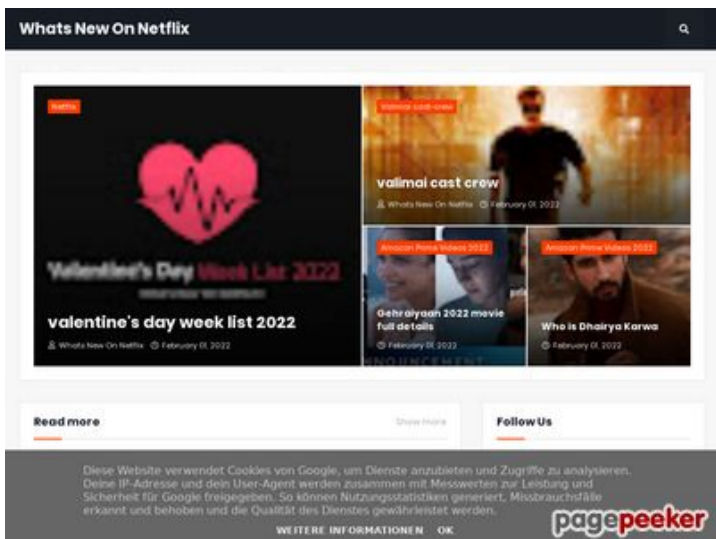 Whats New On Netflix
Netflix
Valentine's Day Week List 2022
valentine's day week list 2022
Whats New On Netflix February 01, 2022
Valimai cast-crew
valimai cast crew
Whats New On Netflix February 01, 2022
Amazon Prime Videos 2022
Gehraiyaan 2022 movie
full details
February 01, 2022
Amazon Prime Videos 2022
Who is Dhairya Karwa
February 01, 2022
Read more
Show more
Follow Us
Diese Website verwendet Cookies von Google, um Dienste anzubieten und Zugriffe zu analysieren.
Deine IP-Adresse und dein User-Agent werden zusammen mit Messwerten zur Leistung und
Sicherheit für Google freigegeben. So können Nutzungsstatistiken generiert, Missbrauchsfälle
erkannt und behoben und die Qualität des Dienstes gewährleistet werden.
WEITERE INFORMATIONEN OK
pagepeeker